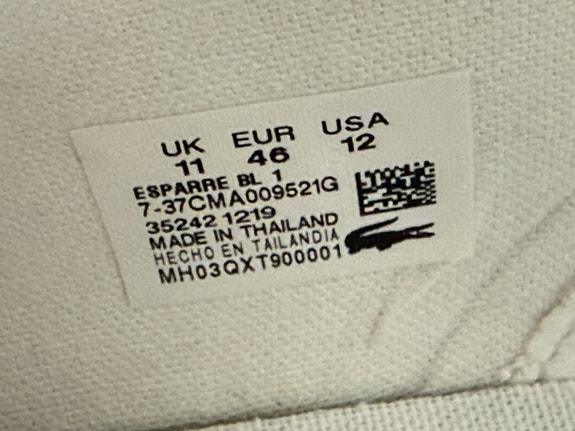 UK EUR USA
11 46 12
ESPARRE BL 1
7-37CMA009521G
35242 1219
MADE IN THAILAND
HECHO EN TAILANDIA
MH03QXT900001